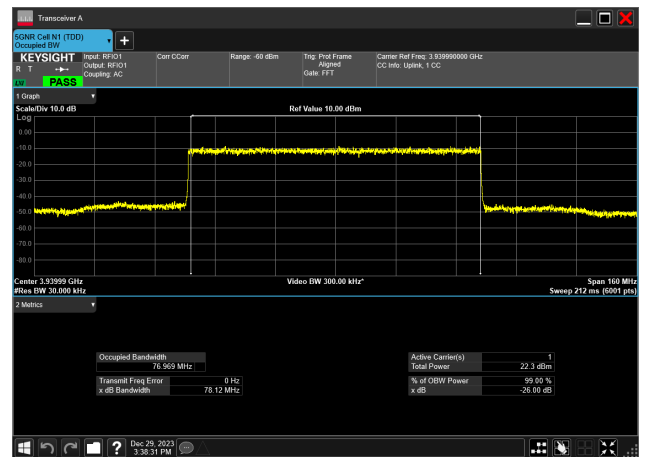 Transceiver A
5GNR Cell N1 (TDD)
Occupied BW
+
KEYSIGHT
R T
LW
PASS
Input: RFIO1
Output: RFIO1
Coupling: AC
Corr CCorr
Range: -60 dBm
Trig: Prot Frame
Aligned
Gate: FFT
Carrier Ref Freq: 3.939990000 GHz
CC Info: Uplink, 1 CC
1 Graph
Scale/Div 10.0 dB
Ref Value 10.00 dBm
Log
0.00
-10.0
-20.0
-30.0
-40.0
-50.0
-60.0
-70.0
-80.0
Center 3.93999 GHz
Video BW 300.00 kHz*
Span 160 MHz
#Res BW 30.000 kHz
Sweep 212 ms (6001 pts)
2 Metrics
Occupied Bandwidth
76.969 MHz
Active Carrier(s) 1
Total Power 22.3 dBm
Transmit Freq Error 0 Hz
x dB Bandwidth 78.12 MHz
% of OBW Power 99.00 %
x dB -26.00 dB
?
Dec 29, 2023
3:38:31 PM